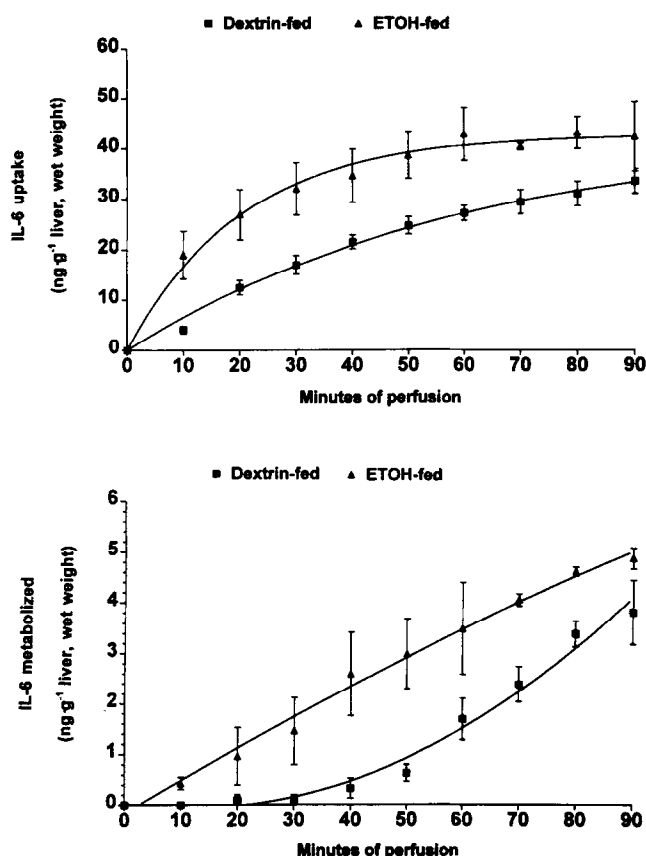 Dextrin-fed ETOH-fed
60
50
40
30
20
10
0
IL-6 uptake
(ng·g⁻¹ liver, wet weight)
0 10 20 30 40 50 60 70 80 90
Minutes of perfusion
Dextrin-fed ETOH-fed
6
5
4
3
2
1
0
IL-6 metabolized
(ng·g⁻¹ liver, wet weight)
0 10 20 30 40 50 60 70 80 90
Minutes of perfusion